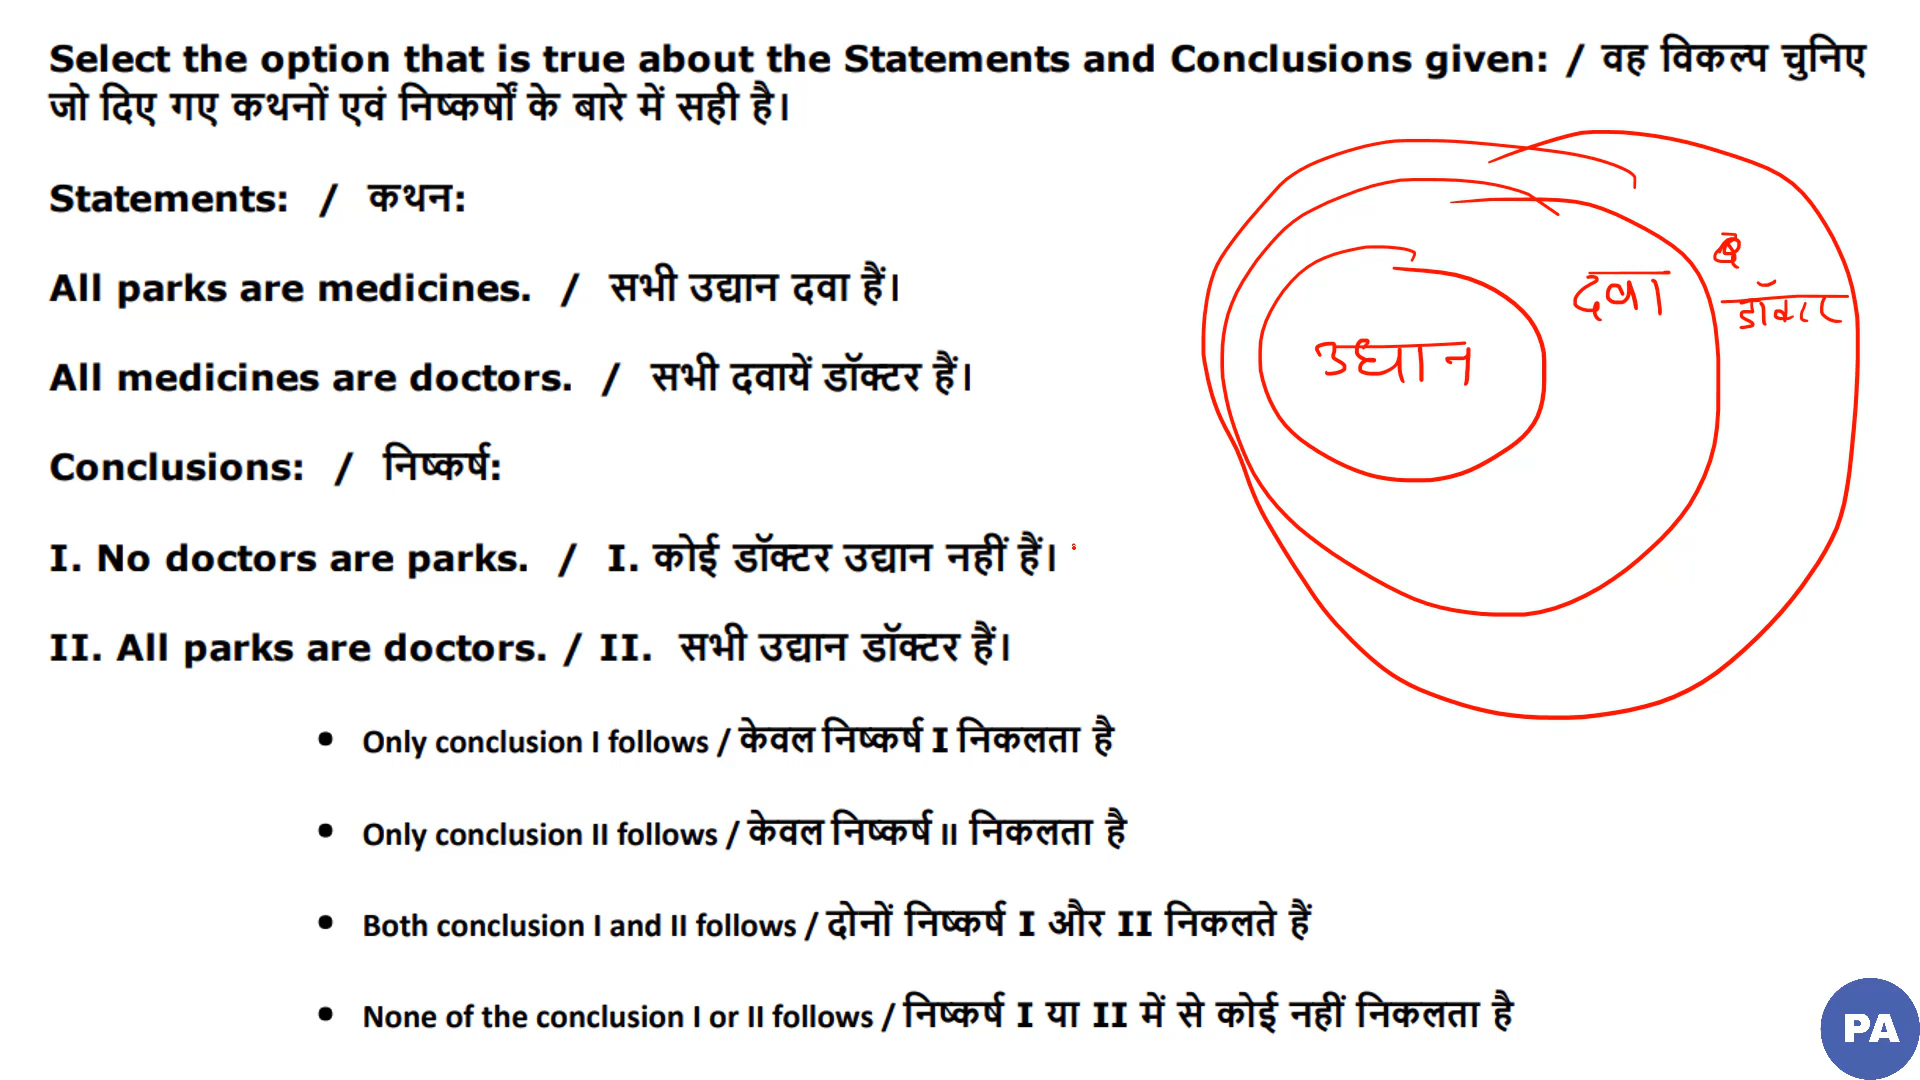 Select the option that is true about the Statements and Conclusions given: / वह विकल्प चुनिए
जो दिए गए कथनों एवं निष्कर्षों के बारे में सही है।
Statements: / कथन:
All parks are medicines. / सभी उद्यान दवा हैं।
All medicines are doctors. / सभी दवायें डॉक्टर हैं।
Conclusions: / निष्कर्ष:
I. No doctors are parks. / I. कोई डॉक्टर उद्यान नहीं हैं।
II. All parks are doctors. / II. सभी उद्यान डॉक्टर हैं।
• Only conclusion I follows / केवल निष्कर्ष I निकलता है
• Only conclusion II follows / केवल निष्कर्ष II निकलता है
• Both conclusion I and II follows / दोनों निष्कर्ष I और II निकलते हैं
• None of the conclusion I or II follows / निष्कर्ष I या II में से कोई नहीं निकलता है
उधान
दवा
डॉक्टर
PA